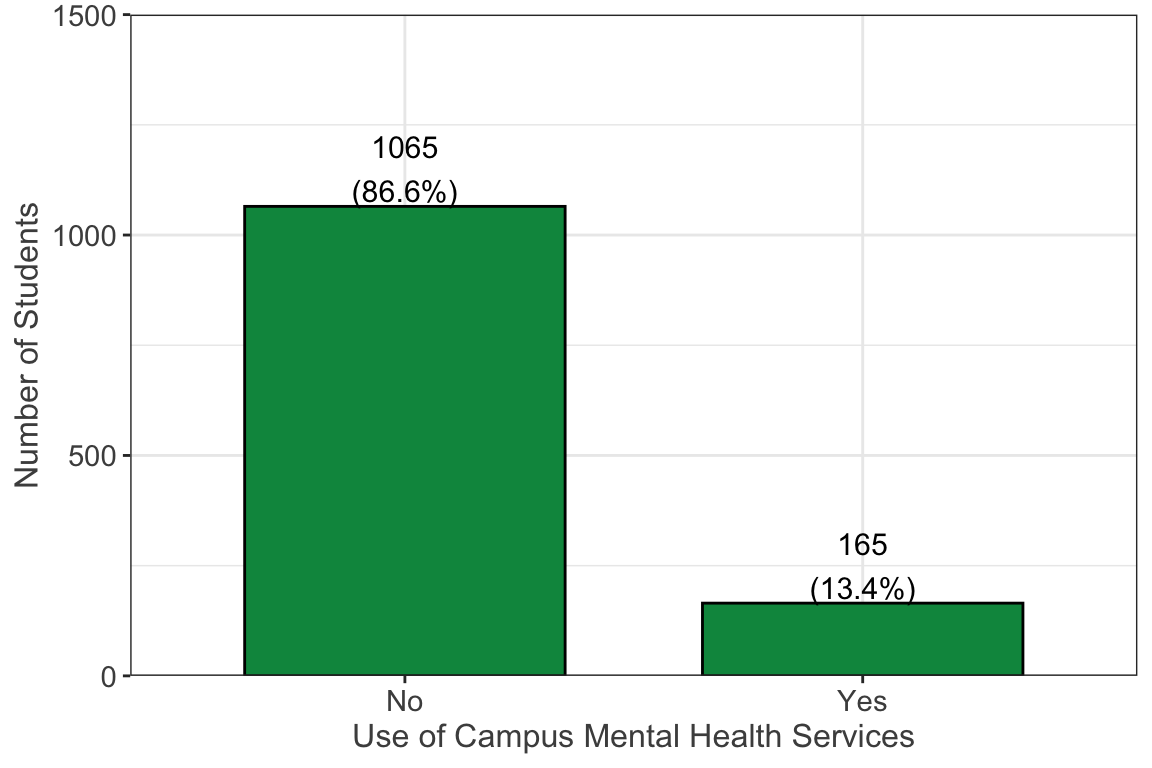 Number of Students
1500
1000
500
0
1065
(86.6%)
165
(13.4%)
No
Yes
Use of Campus Mental Health Services